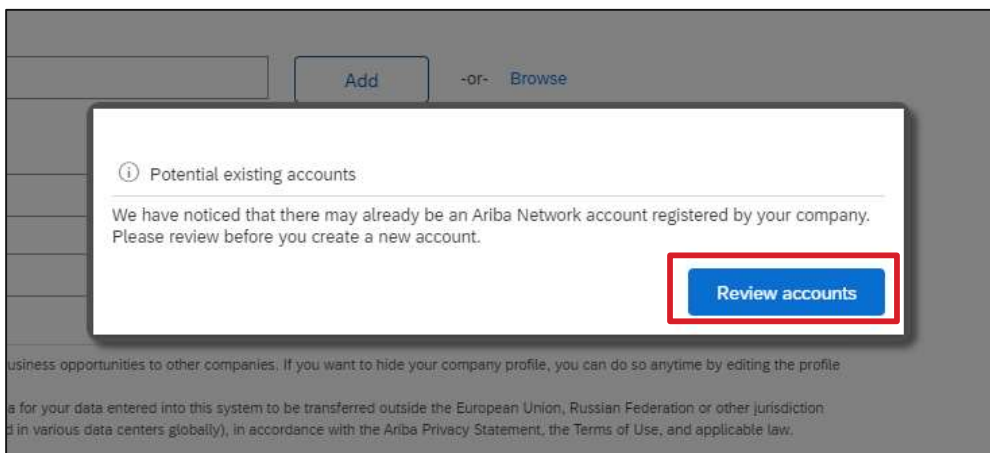 Add -or- Browse
Potential existing accounts
We have noticed that there may already be an Ariba Network account registered by your company.
Please review before you create a new account.
Review accounts
usiness opportunities to other companies. If you want to hide your company profile, you can do so anytime by editing the profile
a for your data entered into this system to be transferred outside the European Union, Russian Federation or other jurisdiction
d in various data centers globally), in accordance with the Ariba Privacy Statement, the Terms of Use, and applicable law.